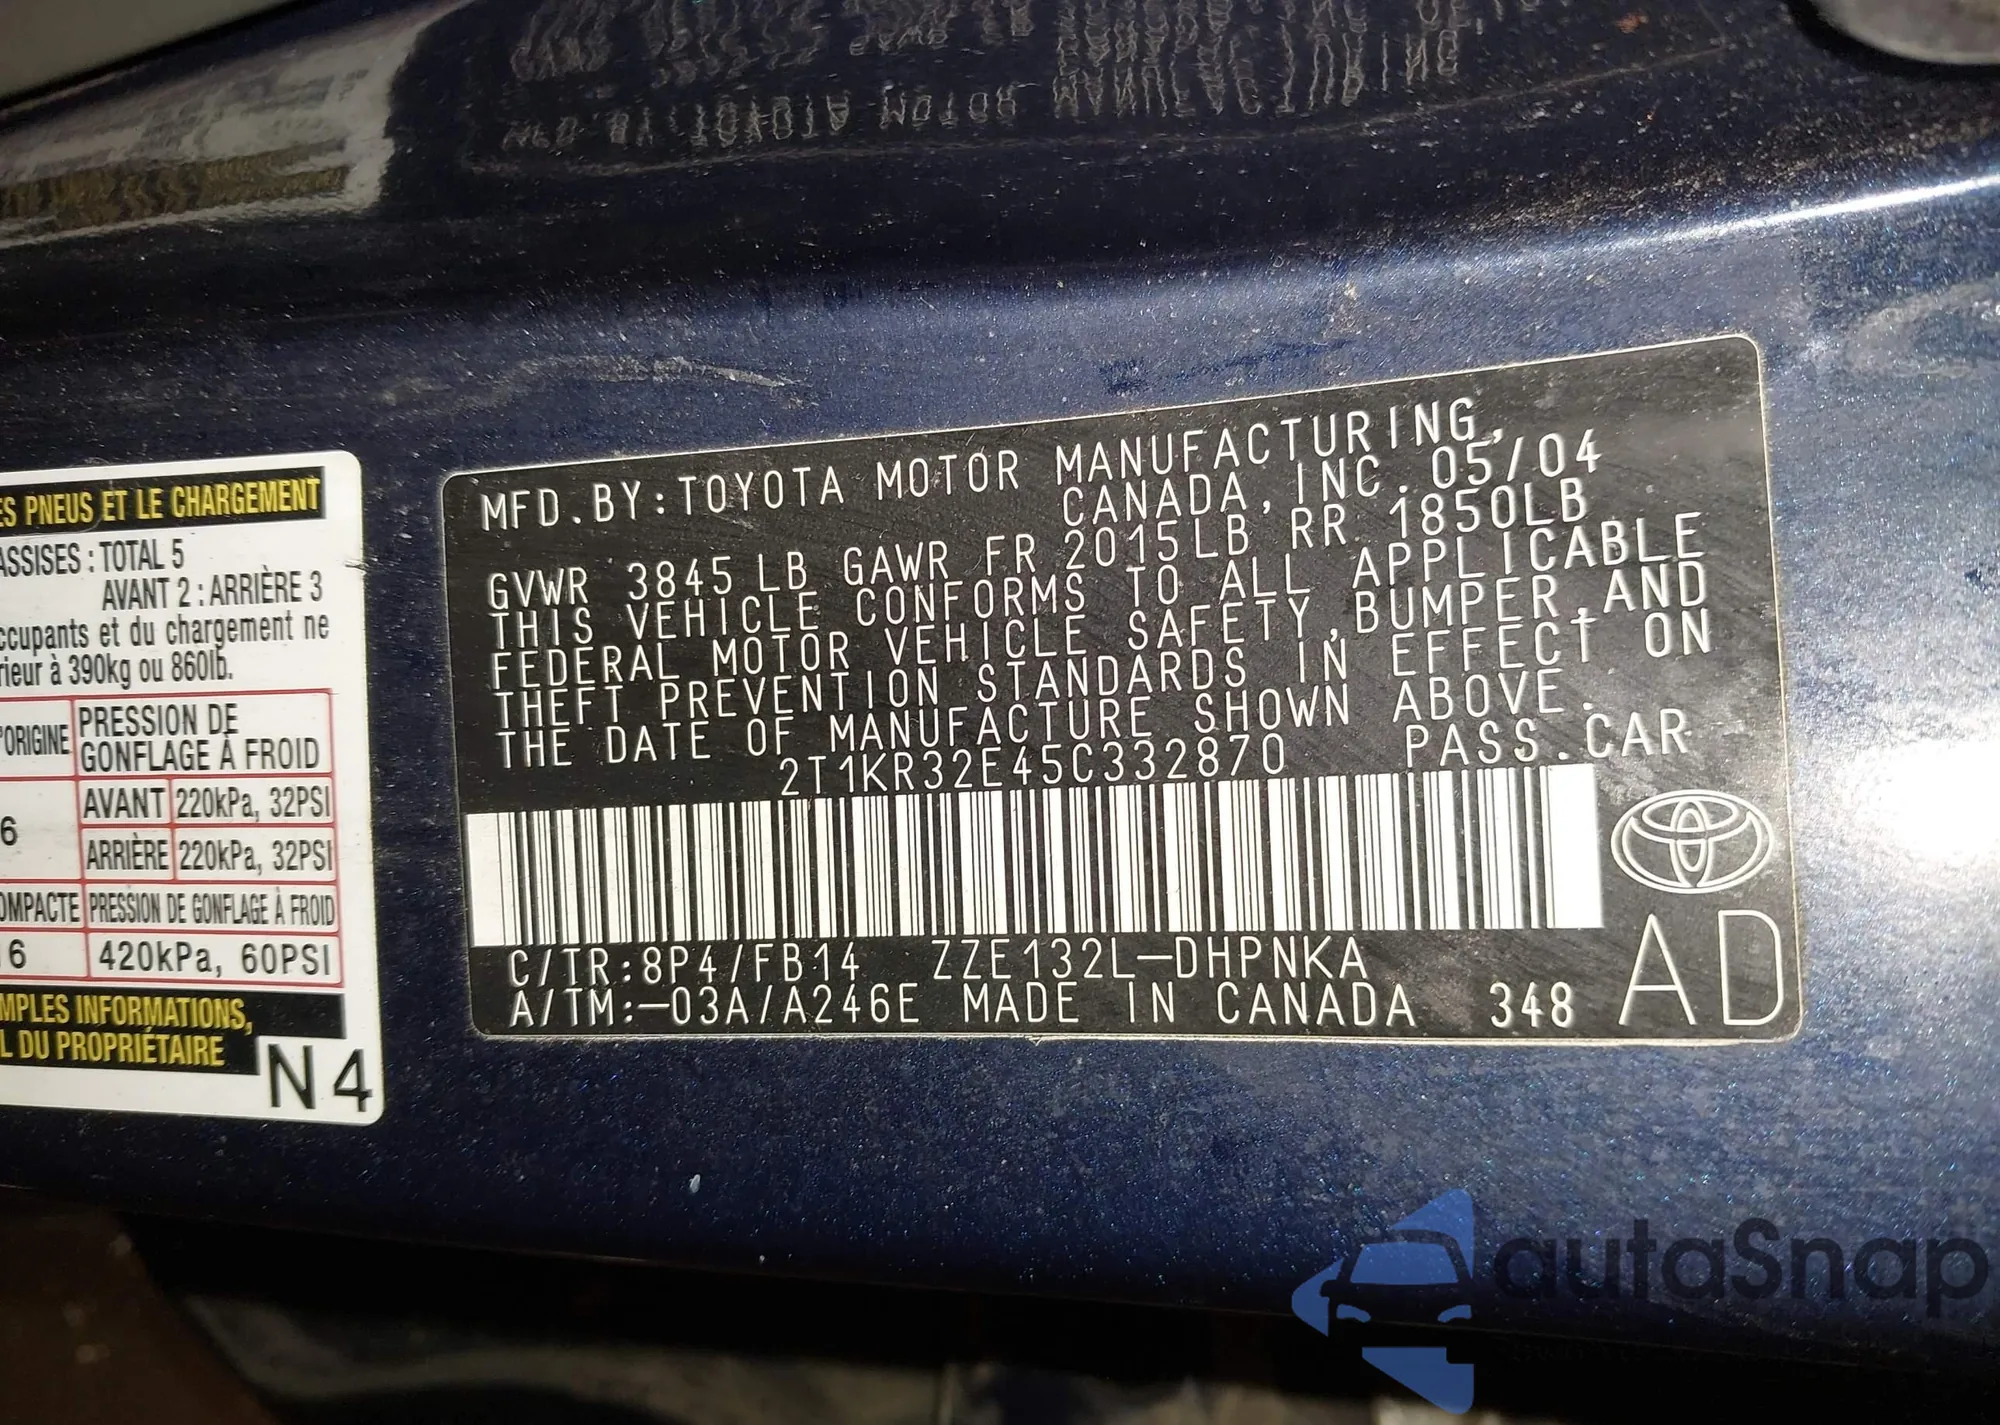 ES PNEUS ET LE CHARGEMENT
ASSISES : TOTAL 5
AVANT 2 : ARRIÈRE 3
ccupants et du chargement ne
rieur à 390kg ou 860lb.
'ORIGINE PRESSION DE
GONFLAGE À FROID
6 AVANT 220kPa, 32PSI
ARRIÈRE 220kPa, 32PSI
OMPACTE PRESSION DE GONFLAGE À FROID
6 420kPa, 60PSI
MPLES INFORMATIONS,
L DU PROPRIÉTAIRE
N4
MFD.BY:TOYOTA MOTOR MANUFACTURING,
CANADA, INC. 05/04
GVWR 3845LB GAWR FR 2015LB RR 1850LB
THIS VEHICLE CONFORMS TO ALL APPLICABLE
FEDERAL MOTOR VEHICLE SAFETY,BUMPER,AND
THEFT PREVENTION STANDARDS IN EFFECT ON
THE DATE OF MANUFACTURE SHOWN ABOVE.
2T1KR32E45C332870 PASS.CAR
C/TR:8P4/FB14 ZZE132L-DHPNKA
A/TM:-03A/A246E MADE IN CANADA 348
AD
autaSnap